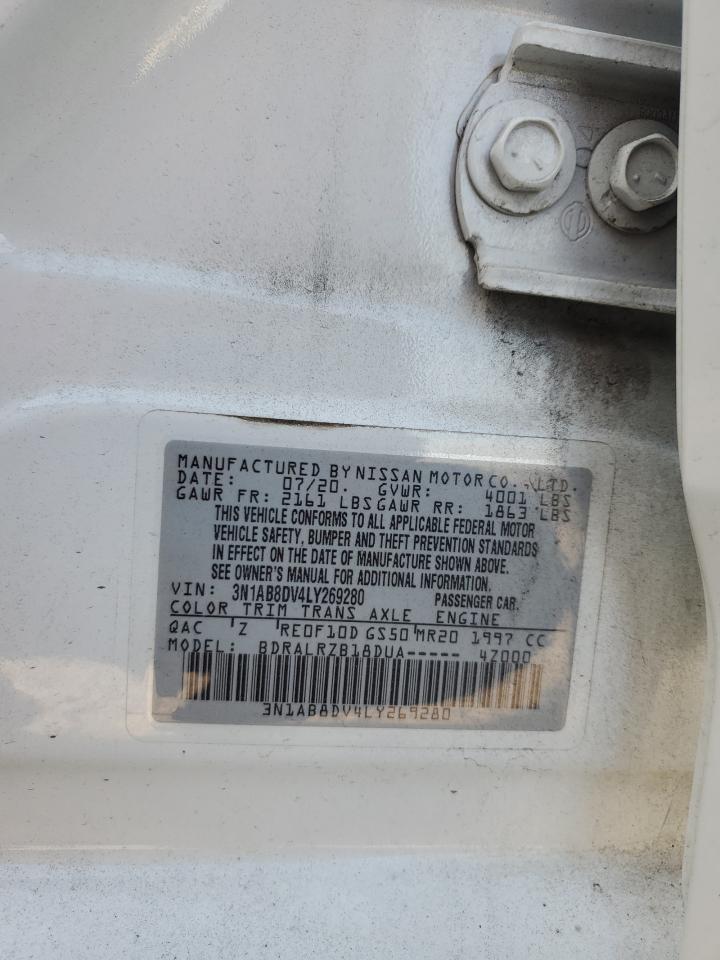 MANUFACTURED BY NISSAN MOTOR CO., LTD.
DATE: 07/20. GVWR: 4001 LBS
GAWR FR: 2161 LBS GAWR RR: 1863 LBS
THIS VEHICLE CONFORMS TO ALL APPLICABLE FEDERAL MOTOR
VEHICLE SAFETY, BUMPER AND THEFT PREVENTION STANDARDS
IN EFFECT ON THE DATE OF MANUFACTURE SHOWN ABOVE.
SEE OWNER'S MANUAL FOR ADDITIONAL INFORMATION.
VIN: 3N1AB8DV4LY269280 PASSENGER CAR.
COLOR TRIM TRANS AXLE ENGINE
QAC Z RE0F10D GS50 MR20 1997 CC
MODEL: BDRALRZB18DUA----- 4Z000
3N1AB8DV4LY269280